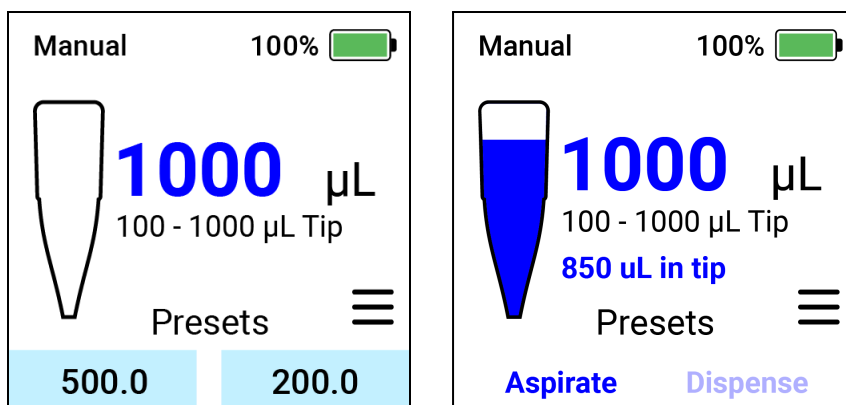 Manual 100%
1000 µL
100 - 1000 µL Tip
Presets
500.0 200.0
Manual 100%
1000 µL
100 - 1000 µL Tip
850 uL in tip
Presets
Aspirate Dispense